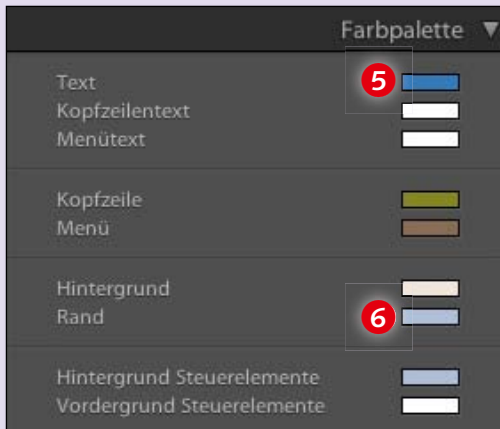 Farbpalette ▼
Text 5
Kopfzeilentext
Menütext
Kopfzeile
Menü
Hintergrund
Rand 6
Hintergrund Steuerelemente
Vordergrund Steuerelemente